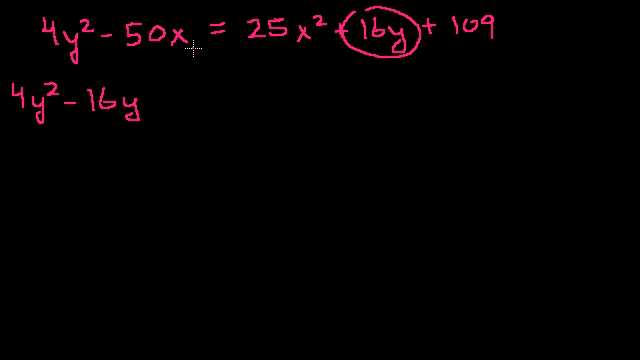 4y² - 50x = 25x² + 16y + 109
4y² - 16y